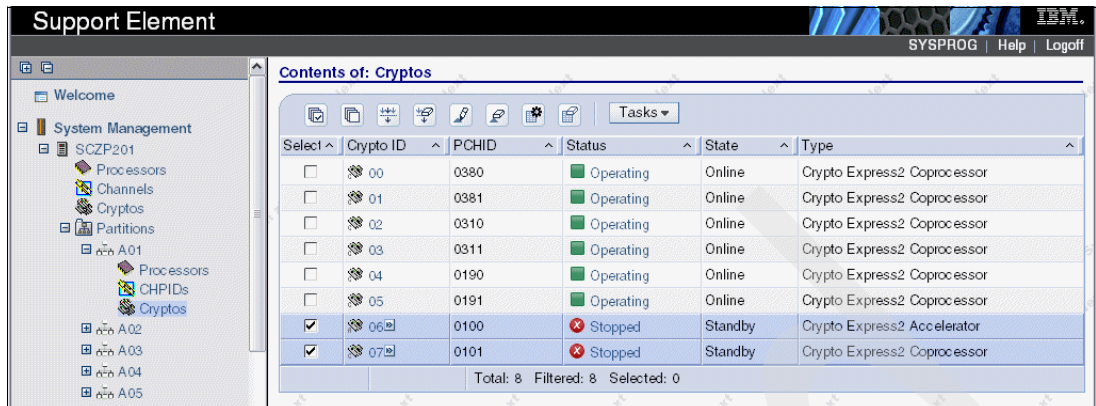 Support Element
IBM.
SYSPROG | Help | Logoff
Welcome
System Management
SCZP201
Processors
Channels
Cryptos
Partitions
A01
Processors
CHPIDs
Cryptos
A02
A03
A04
A05
Contents of: Cryptos
Tasks
Select Crypto ID PCHID Status State Type
00 0380 Operating Online Crypto Express2 Coprocessor
01 0381 Operating Online Crypto Express2 Coprocessor
02 0310 Operating Online Crypto Express2 Coprocessor
03 0311 Operating Online Crypto Express2 Coprocessor
04 0190 Operating Online Crypto Express2 Coprocessor
05 0191 Operating Online Crypto Express2 Coprocessor
06 0100 Stopped Standby Crypto Express2 Accelerator
07 0101 Stopped Standby Crypto Express2 Coprocessor
Total: 8 Filtered: 8 Selected: 0